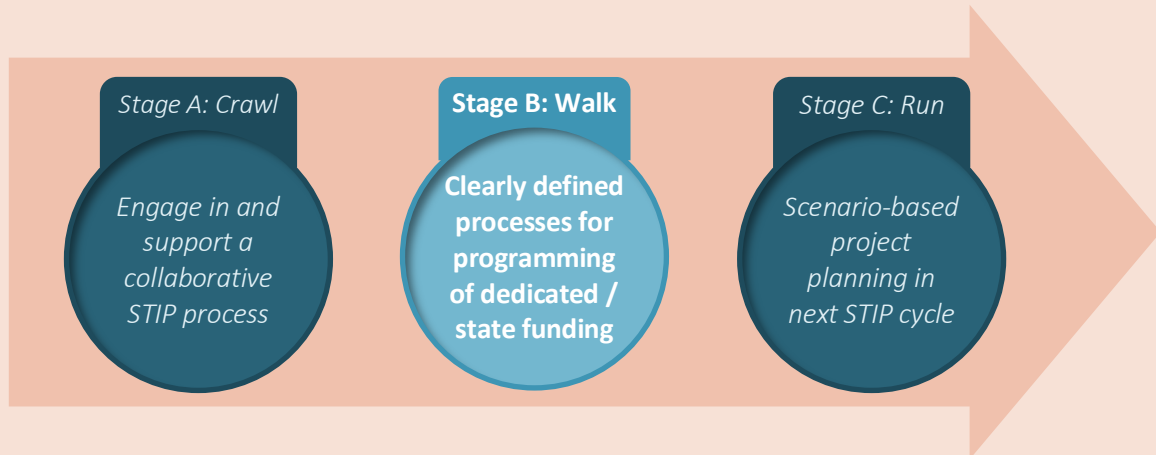 Stage A: Crawl
Engage in and
support a
collaborative
STIP process
Stage B: Walk
Clearly defined
processes for
programming
of dedicated /
state funding
Stage C: Run
Scenario-based
project
planning in
next STIP cycle